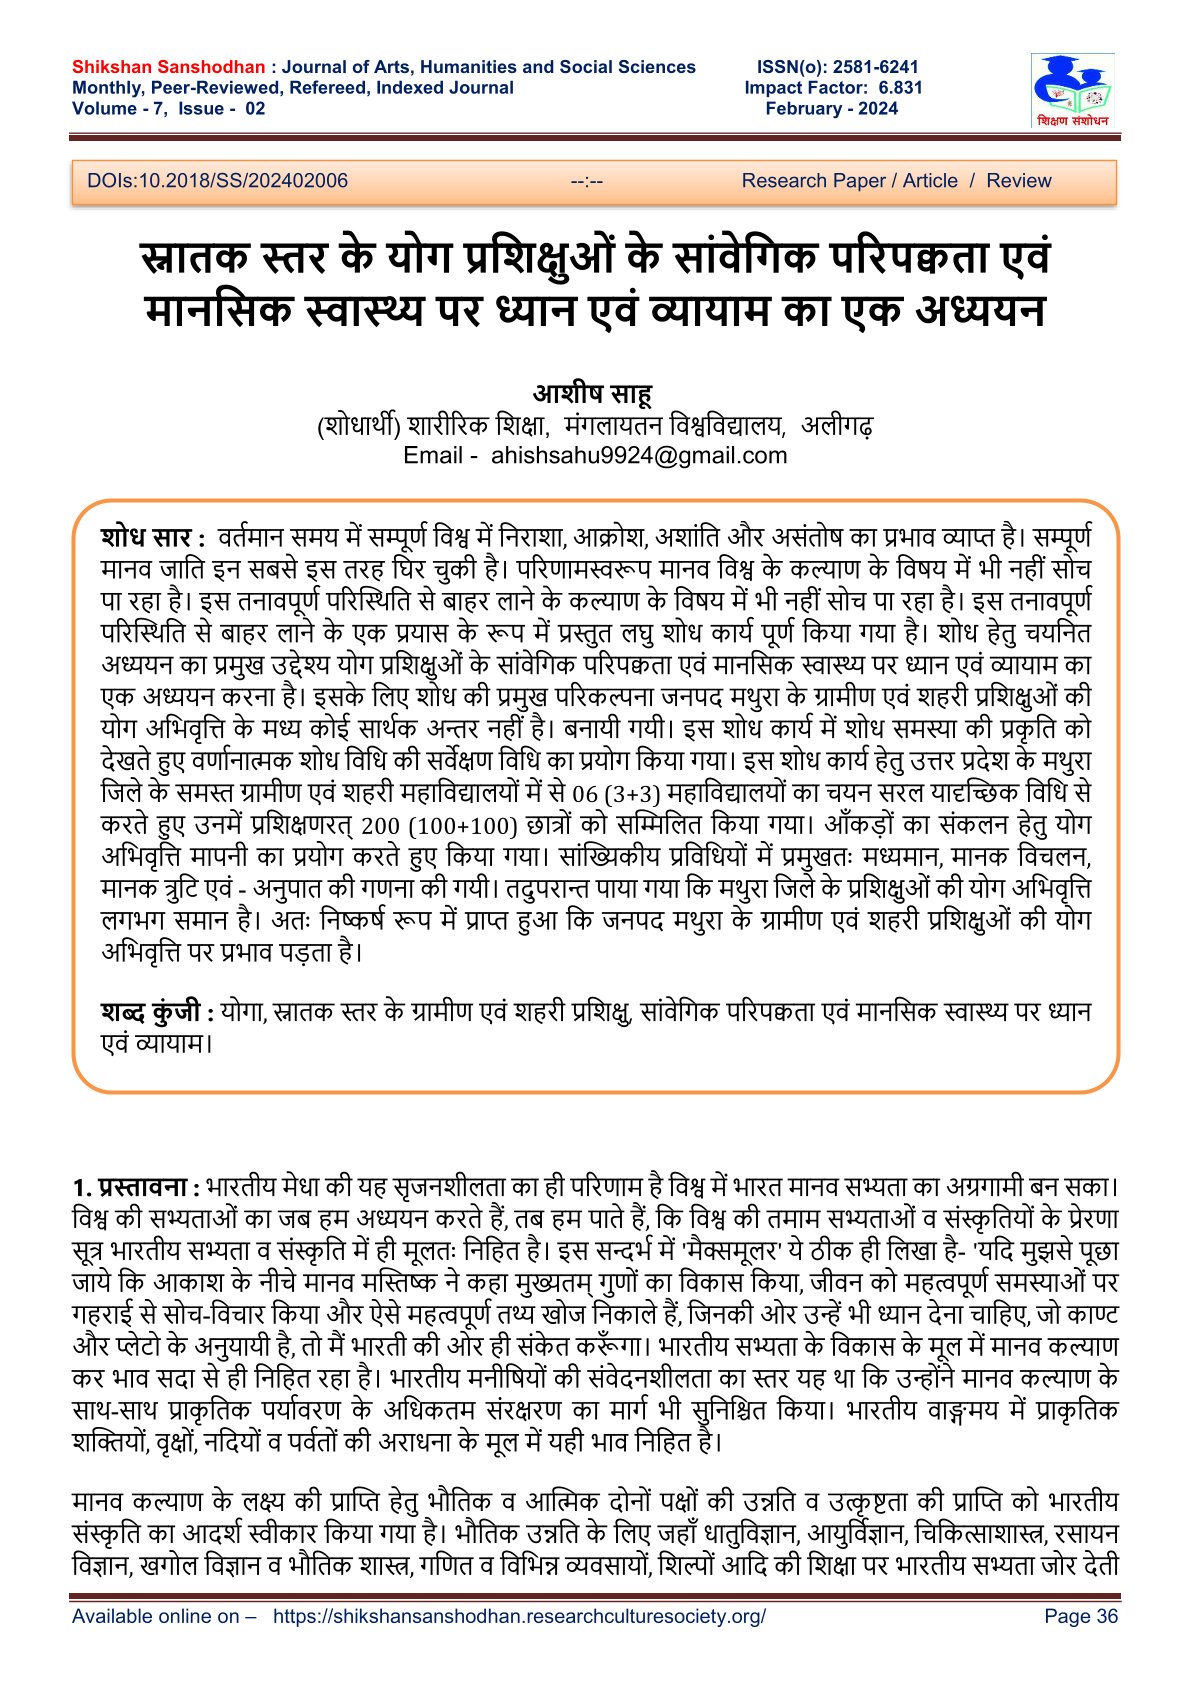 Shikshan Sanshodhan : Journal of Arts, Humanities and Social Sciences ISSN(o): 2581-6241
Monthly, Peer-Reviewed, Refereed, Indexed Journal Impact Factor: 6.831
Volume - 7, Issue - 02 February - 2024
शिक्षण संशोधन
DOIs:10.2018/SS/202402006 --:-- Research Paper / Article / Review
स्नातक स्तर के योग प्रशिक्षुओं के सांवेगिक परिपक्वता एवं
मानसिक स्वास्थ्य पर ध्यान एवं व्यायाम का एक अध्ययन
आशीष साहू
(शोधार्थी) शारीरिक शिक्षा, मंगलायतन विश्वविद्यालय, अलीगढ़
Email - ahishsahu9924@gmail.com
शोध सार : वर्तमान समय में सम्पूर्ण विश्व में निराशा, आक्रोश, अशांति और असंतोष का प्रभाव व्याप्त है। सम्पूर्ण
मानव जाति इन सबसे इस तरह घिर चुकी है। परिणामस्वरूप मानव विश्व के कल्याण के विषय में भी नहीं सोच
पा रहा है। इस तनावपूर्ण परिस्थिति से बाहर लाने के कल्याण के विषय में भी नहीं सोच पा रहा है। इस तनावपूर्ण
परिस्थिति से बाहर लाने के एक प्रयास के रूप में प्रस्तुत लघु शोध कार्य पूर्ण किया गया है। शोध हेतु चयनित
अध्ययन का प्रमुख उद्देश्य योग प्रशिक्षुओं के सांवेगिक परिपक्वता एवं मानसिक स्वास्थ्य पर ध्यान एवं व्यायाम का
एक अध्ययन करना है। इसके लिए शोध की प्रमुख परिकल्पना जनपद मथुरा के ग्रामीण एवं शहरी प्रशिक्षुओं की
योग अभिवृत्ति के मध्य कोई सार्थक अन्तर नहीं है। बनायी गयी। इस शोध कार्य में शोध समस्या की प्रकृति को
देखते हुए वर्णानात्मक शोध विधि की सर्वेक्षण विधि का प्रयोग किया गया। इस शोध कार्य हेतु उत्तर प्रदेश के मथुरा
जिले के समस्त ग्रामीण एवं शहरी महाविद्यालयों में से 06 (3+3) महाविद्यालयों का चयन सरल यादृच्छिक विधि से
करते हुए उनमें प्रशिक्षणरत् 200 (100+100) छात्रों को सम्मिलित किया गया। आँकड़ों का संकलन हेतु योग
अभिवृत्ति मापनी का प्रयोग करते हुए किया गया। सांख्यिकीय प्रविधियों में प्रमुखतः मध्यमान, मानक विचलन,
मानक त्रुटि एवं - अनुपात की गणना की गयी। तदुपरान्त पाया गया कि मथुरा जिले के प्रशिक्षुओं की योग अभिवृत्ति
लगभग समान है। अतः निष्कर्ष रूप में प्राप्त हुआ कि जनपद मथुरा के ग्रामीण एवं शहरी प्रशिक्षुओं की योग
अभिवृत्ति पर प्रभाव पड़ता है।
शब्द कुंजी : योगा, स्नातक स्तर के ग्रामीण एवं शहरी प्रशिक्षु, सांवेगिक परिपक्वता एवं मानसिक स्वास्थ्य पर ध्यान
एवं व्यायाम।
1. प्रस्तावना : भारतीय मेधा की यह सृजनशीलता का ही परिणाम है विश्व में भारत मानव सभ्यता का अग्रगामी बन सका।
विश्व की सभ्यताओं का जब हम अध्ययन करते हैं, तब हम पाते हैं, कि विश्व की तमाम सभ्यताओं व संस्कृतियों के प्रेरणा
सूत्र भारतीय सभ्यता व संस्कृति में ही मूलतः निहित है। इस सन्दर्भ में 'मैक्समूलर' ये ठीक ही लिखा है- 'यदि मुझसे पूछा
जाये कि आकाश के नीचे मानव मस्तिष्क ने कहा मुख्यतम् गुणों का विकास किया, जीवन को महत्वपूर्ण समस्याओं पर
गहराई से सोच-विचार किया और ऐसे महत्वपूर्ण तथ्य खोज निकाले हैं, जिनकी ओर उन्हें भी ध्यान देना चाहिए, जो काण्ट
और प्लेटो के अनुयायी है, तो मैं भारती की ओर ही संकेत करूँगा। भारतीय सभ्यता के विकास के मूल में मानव कल्याण
कर भाव सदा से ही निहित रहा है। भारतीय मनीषियों की संवेदनशीलता का स्तर यह था कि उन्होंने मानव कल्याण के
साथ-साथ प्राकृतिक पर्यावरण के अधिकतम संरक्षरण का मार्ग भी सुनिश्चित किया। भारतीय वाङ्गमय में प्राकृतिक
शक्तियों, वृक्षों, नदियों व पर्वतों की अराधना के मूल में यही भाव निहित है।
मानव कल्याण के लक्ष्य की प्राप्ति हेतु भौतिक व आत्मिक दोनों पक्षों की उन्नति व उत्कृष्टता की प्राप्ति को भारतीय
संस्कृति का आदर्श स्वीकार किया गया है। भौतिक उन्नति के लिए जहाँ धातुविज्ञान, आयुर्विज्ञान, चिकित्साशास्त्र, रसायन
विज्ञान, खगोल विज्ञान व भौतिक शास्त्र, गणित व विभिन्न व्यवसायों, शिल्पों आदि की शिक्षा पर भारतीय सभ्यता जोर देती
Available online on – https://shikshansanshodhan.researchculturesociety.org/ Page 36